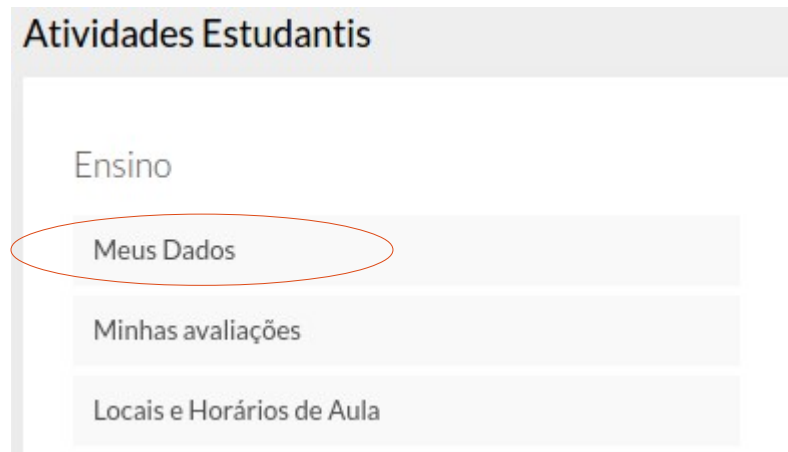 Atividades Estudantis
Ensino
Meus Dados
Minhas avaliações
Locais e Horários de Aula